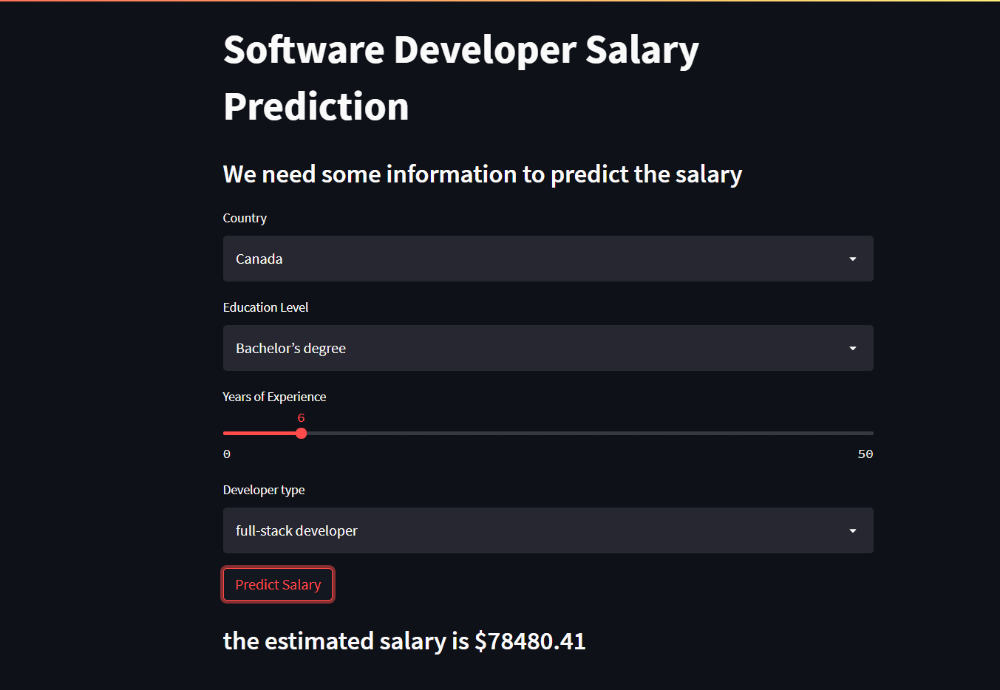 Software Developer Salary
Prediction
We need some information to predict the salary
Country
Canada
Education Level
Bachelor’s degree
Years of Experience
6
0 50
Developer type
full-stack developer
Predict Salary
the estimated salary is $78480.41